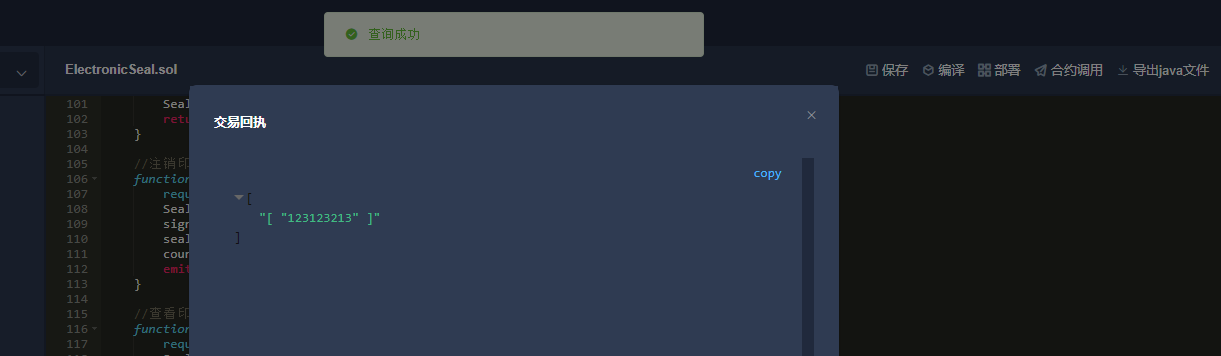 查询成功
ElectronicSeal.sol
保存 编译 部署 合约调用 导出java文件
101 Seal
102 retu
103 }
104
105 //注销印
106 function
107 requ
108 Seal
109 sign
110 seal
111 coun
112 emit
113 }
114
115 //查看印
116 function
117 requ
交易回执
copy
[
"[ "123123213" ]"
]